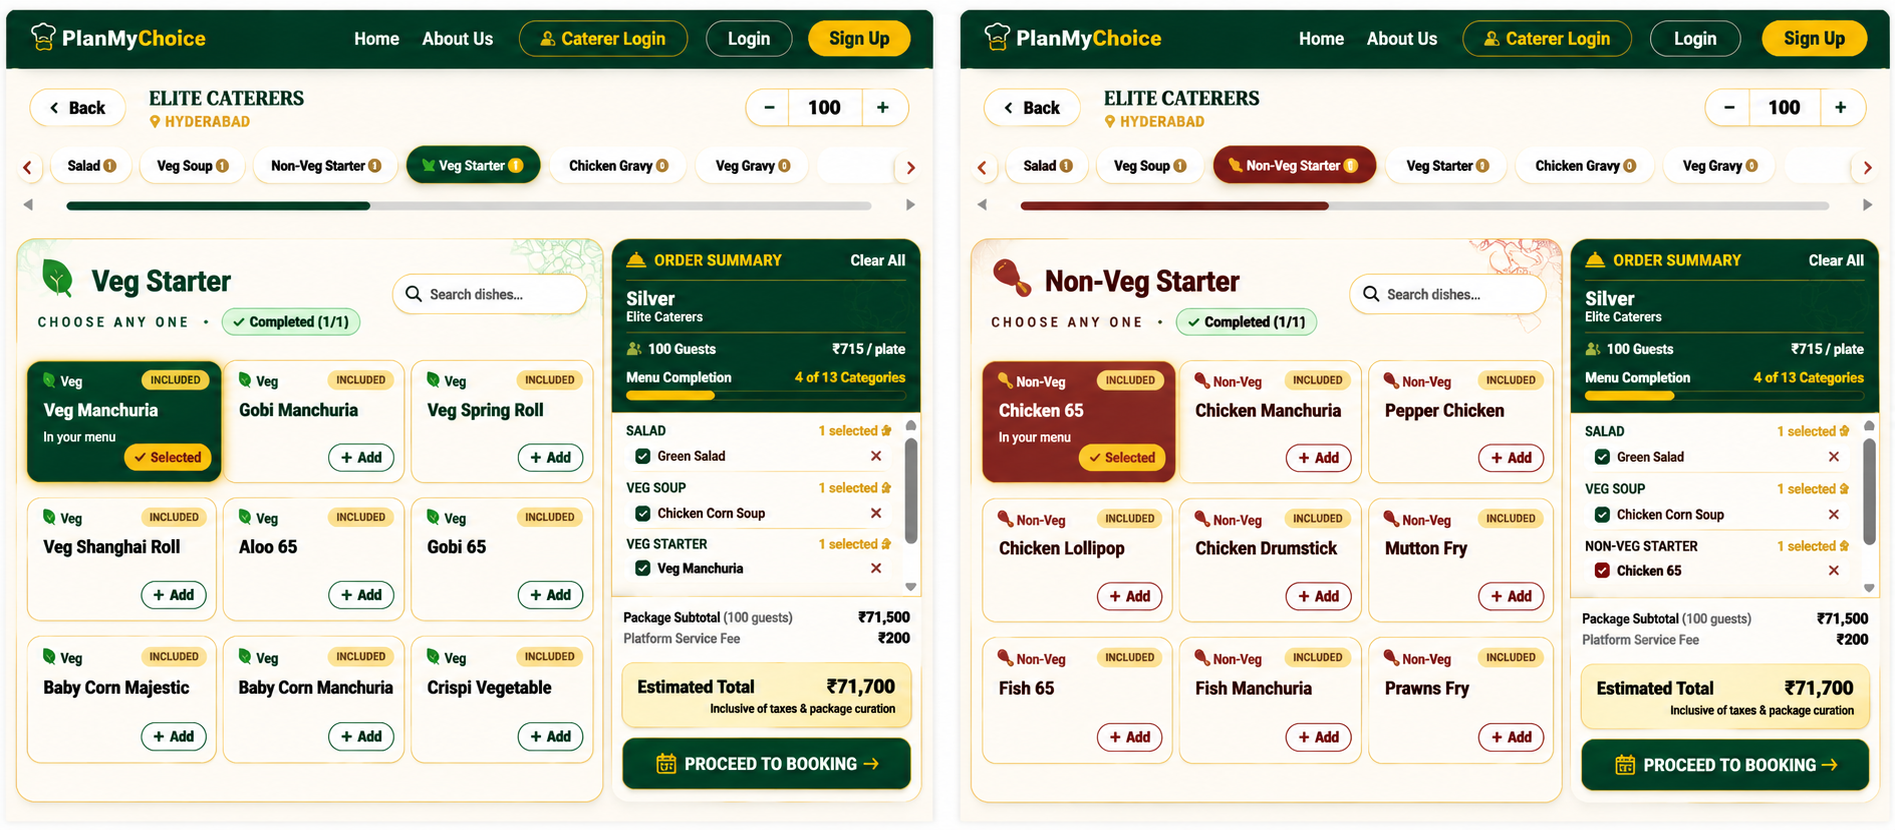 PlanMyChoice
Home
About Us
Caterer Login
Login
Sign Up
Back
ELITE CATERERS
HYDERABAD
− 100 +
Salad 1
Veg Soup 1
Non-Veg Starter 1
Veg Starter 1
Chicken Gravy 0
Veg Gravy 0
Veg Starter
Search dishes...
CHOOSE ANY ONE • Completed (1/1)
Veg INCLUDED
Veg Manchuria
In your menu
Selected
Veg INCLUDED
Gobi Manchuria
+ Add
Veg INCLUDED
Veg Spring Roll
+ Add
Veg INCLUDED
Veg Shanghai Roll
+ Add
Veg INCLUDED
Aloo 65
+ Add
Veg INCLUDED
Gobi 65
+ Add
Veg INCLUDED
Baby Corn Majestic
+ Add
Veg INCLUDED
Baby Corn Manchuria
+ Add
Veg INCLUDED
Crispi Vegetable
+ Add
ORDER SUMMARY Clear All
Silver
Elite Caterers
100 Guests ₹715 / plate
Menu Completion 4 of 13 Categories
SALAD 1 selected
Green Salad
VEG SOUP 1 selected
Chicken Corn Soup
VEG STARTER 1 selected
Veg Manchuria
Package Subtotal (100 guests) ₹71,500
Platform Service Fee ₹200
Estimated Total ₹71,700
Inclusive of taxes & package curation
PROCEED TO BOOKING →
PlanMyChoice
Home
About Us
Caterer Login
Login
Sign Up
Back
ELITE CATERERS
HYDERABAD
− 100 +
Salad 1
Veg Soup 1
Non-Veg Starter 0
Veg Starter 0
Chicken Gravy 0
Veg Gravy 0
Non-Veg Starter
Search dishes...
CHOOSE ANY ONE • Completed (1/1)
Non-Veg INCLUDED
Chicken 65
In your menu
Selected
Non-Veg INCLUDED
Chicken Manchuria
+ Add
Non-Veg INCLUDED
Pepper Chicken
+ Add
Non-Veg INCLUDED
Chicken Lollipop
+ Add
Non-Veg INCLUDED
Chicken Drumstick
+ Add
Non-Veg INCLUDED
Mutton Fry
+ Add
Non-Veg INCLUDED
Fish 65
+ Add
Non-Veg INCLUDED
Fish Manchuria
+ Add
Non-Veg INCLUDED
Prawns Fry
+ Add
ORDER SUMMARY Clear All
Silver
Elite Caterers
100 Guests ₹715 / plate
Menu Completion 4 of 13 Categories
SALAD 1 selected
Green Salad
VEG SOUP 1 selected
Chicken Corn Soup
NON-VEG STARTER 1 selected
Chicken 65
Package Subtotal (100 guests) ₹71,500
Platform Service Fee ₹200
Estimated Total ₹71,700
Inclusive of taxes & package curation
PROCEED TO BOOKING →